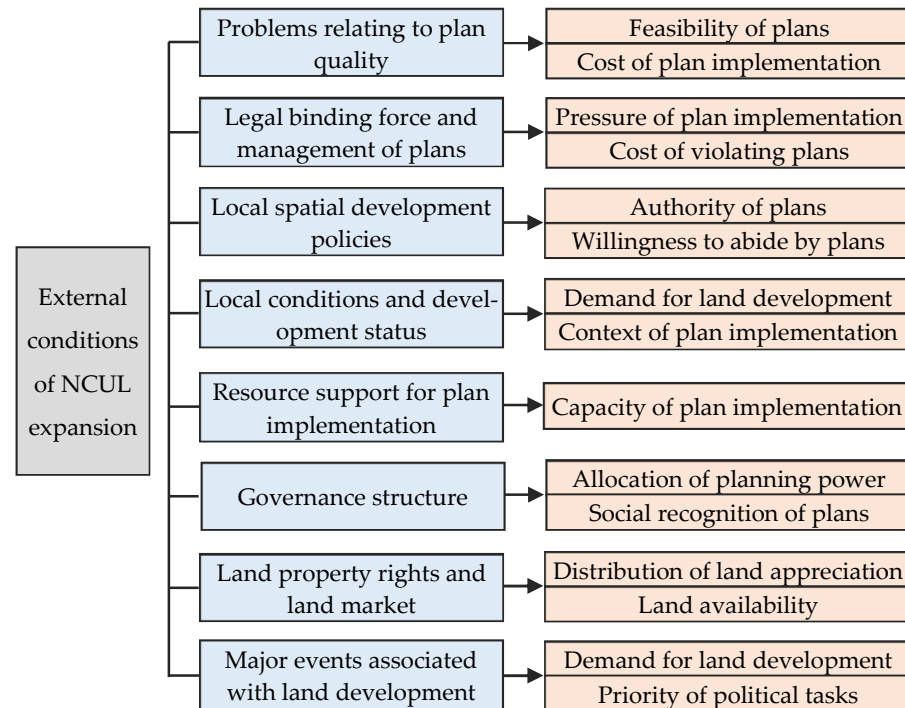 External
conditions
of NCUL
expansion
Problems relating to plan
quality
Feasibility of plans
Cost of plan implementation
Legal binding force and
management of plans
Pressure of plan implementation
Cost of violating plans
Local spatial development
policies
Authority of plans
Willingness to abide by plans
Local conditions and devel-
opment status
Demand for land development
Context of plan implementation
Resource support for plan
implementation
Capacity of plan implementation
Governance structure
Allocation of planning power
Social recognition of plans
Land property rights and
land market
Distribution of land appreciation
Land availability
Major events associated
with land development
Demand for land development
Priority of political tasks